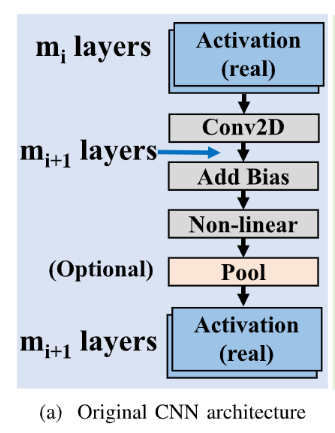 m_i layers
Activation
(real)
Conv2D
m_{i+1} layers
Add Bias
Non-linear
(Optional)
Pool
m_{i+1} layers
Activation
(real)
(a) Original CNN architecture